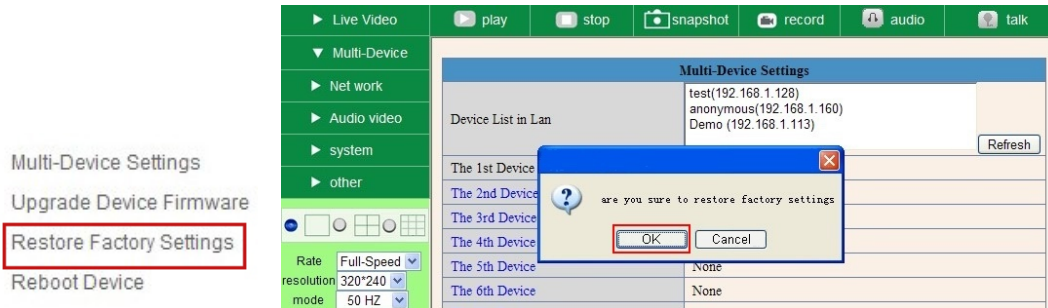 Multi-Device Settings
Upgrade Device Firmware
Restore Factory Settings
Reboot Device
Live Video
Multi-Device
Net work
Audio video
system
other
Rate Full-Speed
resolution 320*240
mode 50 HZ
play stop snapshot record audio talk
Multi-Device Settings
Device List in Lan
test(192.168.1.128)
anonymous(192.168.1.160)
Demo (192.168.1.113)
Refresh
The 1st Device
The 2nd Device
The 3rd Device
The 4th Device
The 5th Device None
The 6th Device None
are you sure to restore factory settings
OK Cancel